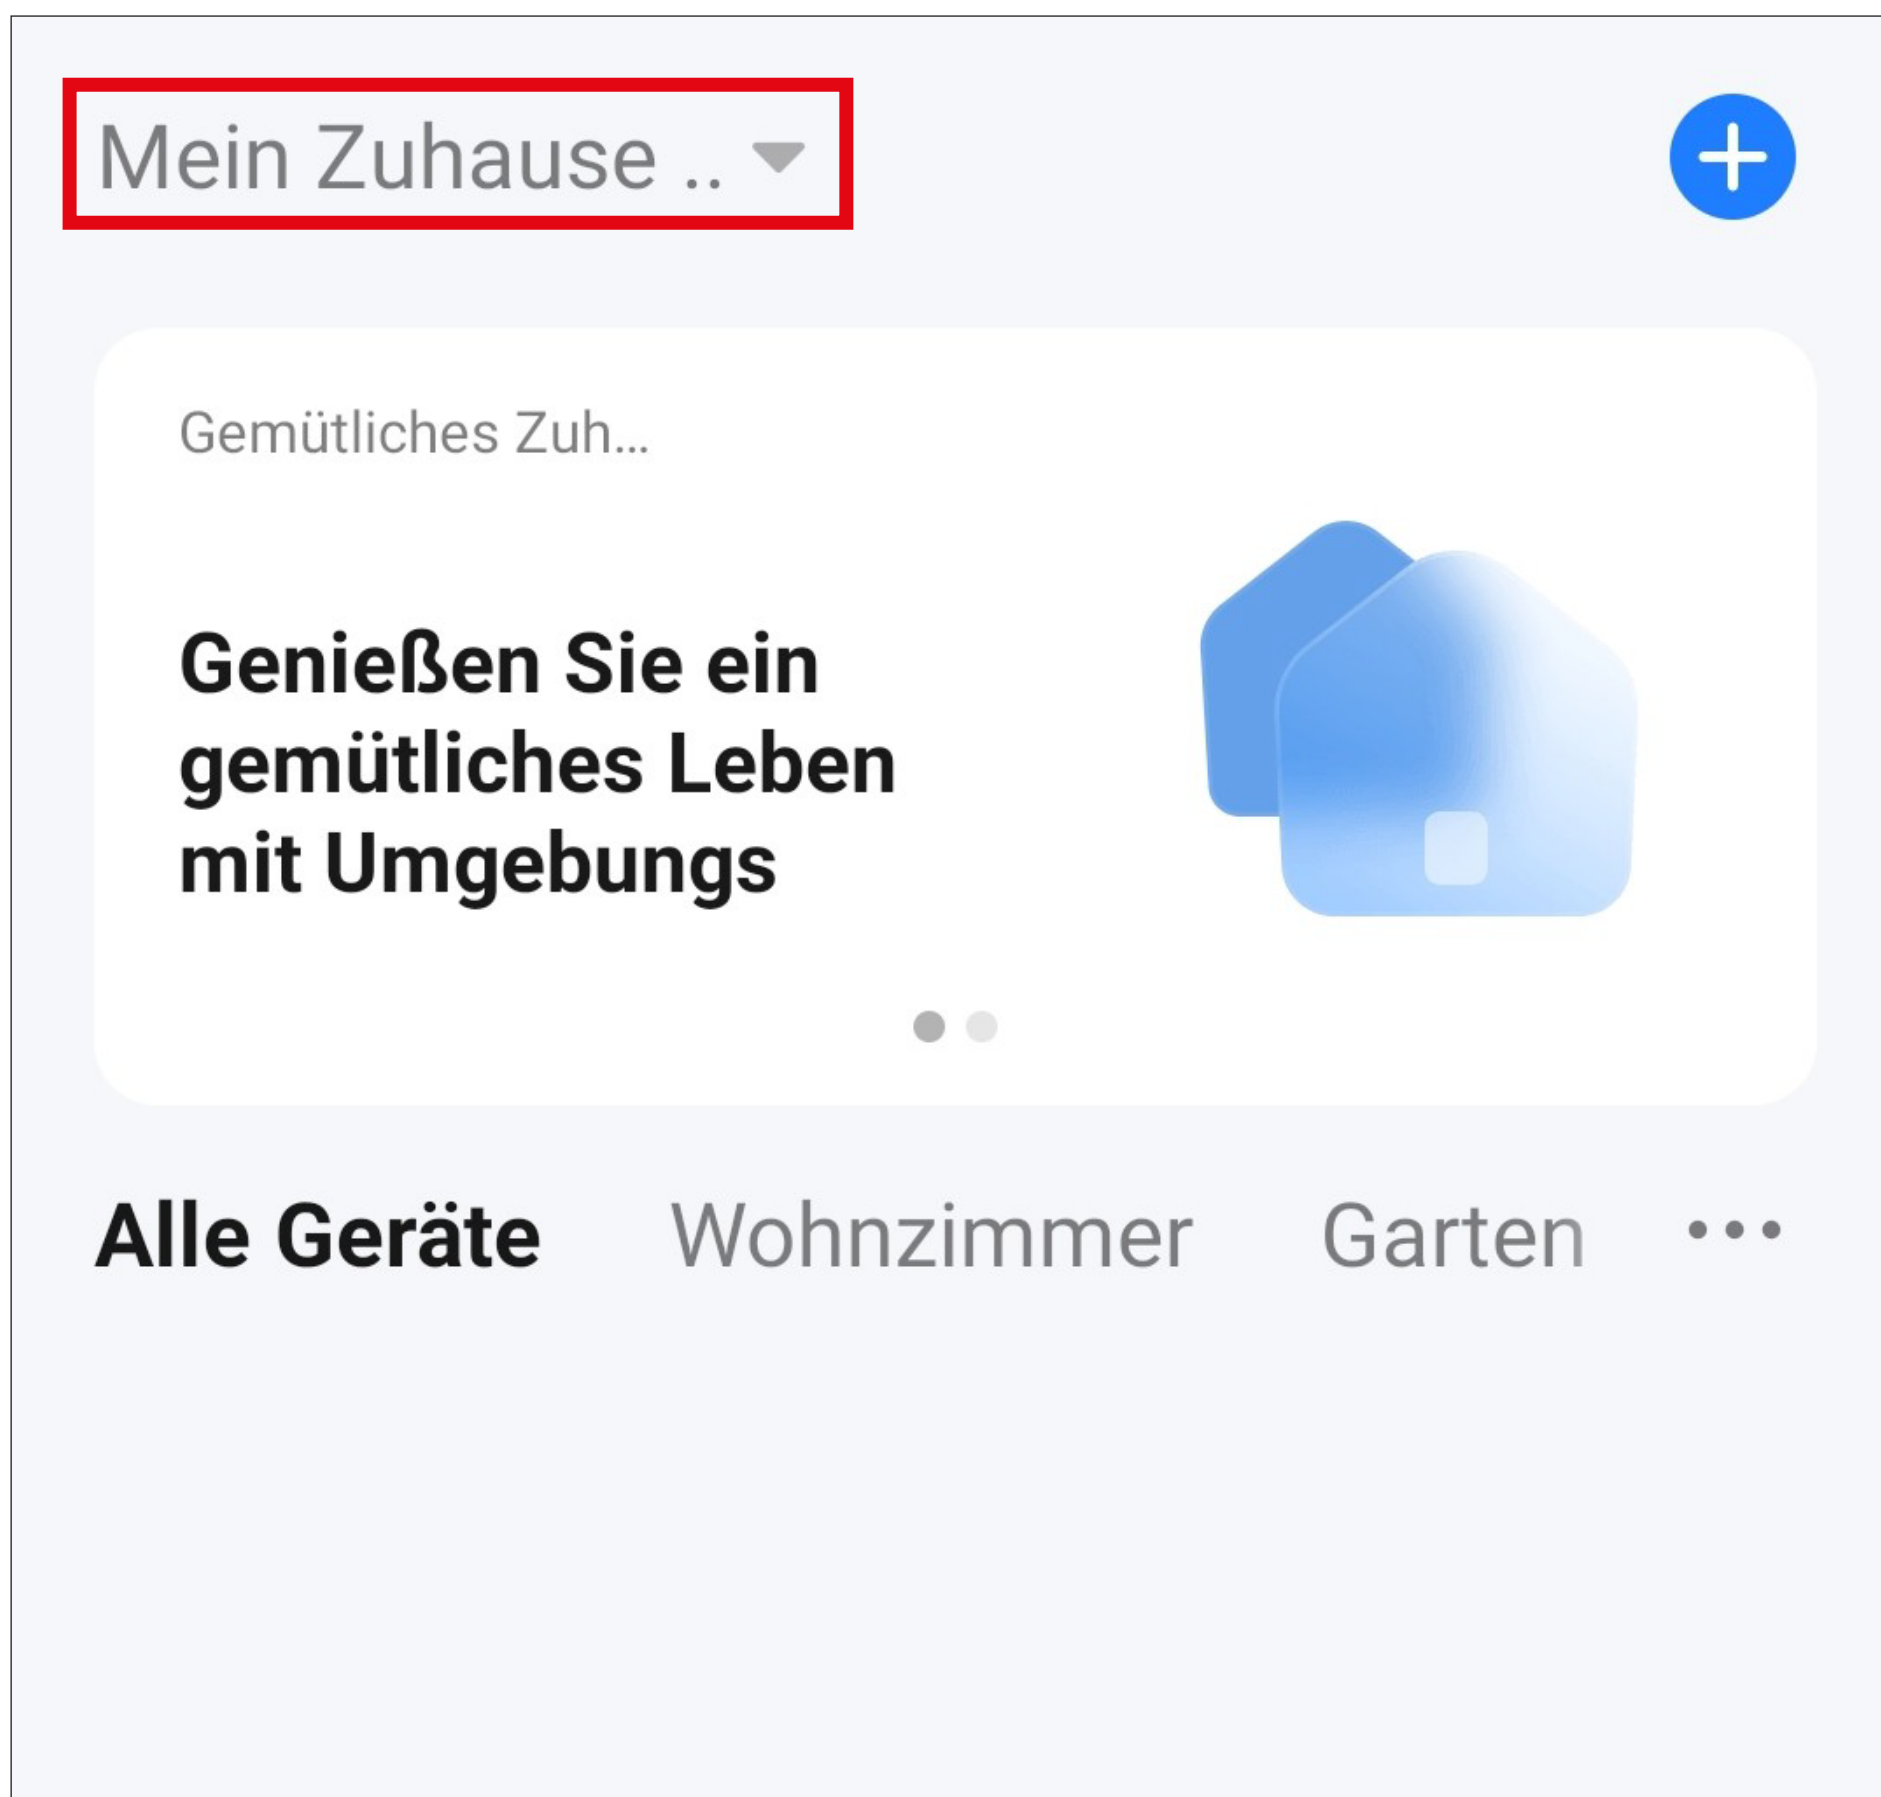 Mein Zuhause ..
Gemütliches Zuh...
Genießen Sie ein
gemütliches Leben
mit Umgebungs
Alle Geräte Wohnzimmer Garten